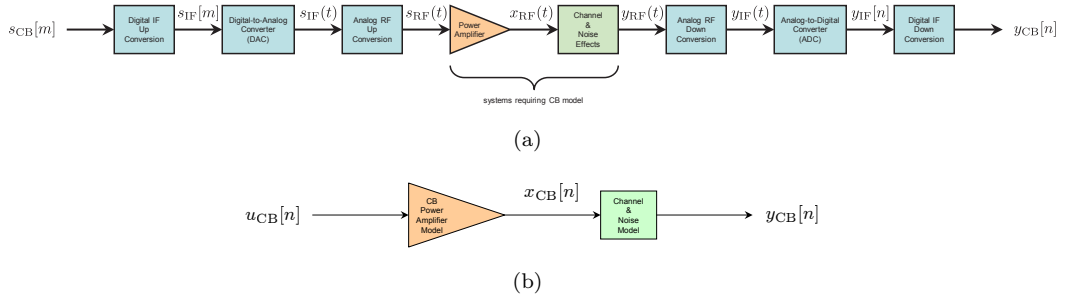 s_CB[m]
Digital IF
Up
Conversion
s_IF[m]
Digital-to-Analog
Converter
(DAC)
s_IF(t)
Analog RF
Up
Conversion
s_RF(t)
Power
Amplifier
x_RF(t)
Channel
&
Noise
Effects
y_RF(t)
Analog RF
Down
Conversion
y_IF(t)
Analog-to-Digital
Converter
(ADC)
y_IF[n]
Digital IF
Down
Conversion
y_CB[n]
systems requiring CB model
(a)
u_CB[n]
CB
Power
Amplifier
Model
x_CB[n]
Channel
&
Noise
Model
y_CB[n]
(b)